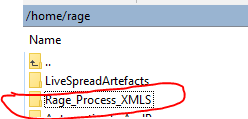 /home/rage
Name
..
LiveSpreadArtefacts
Rage_Process_XMLS